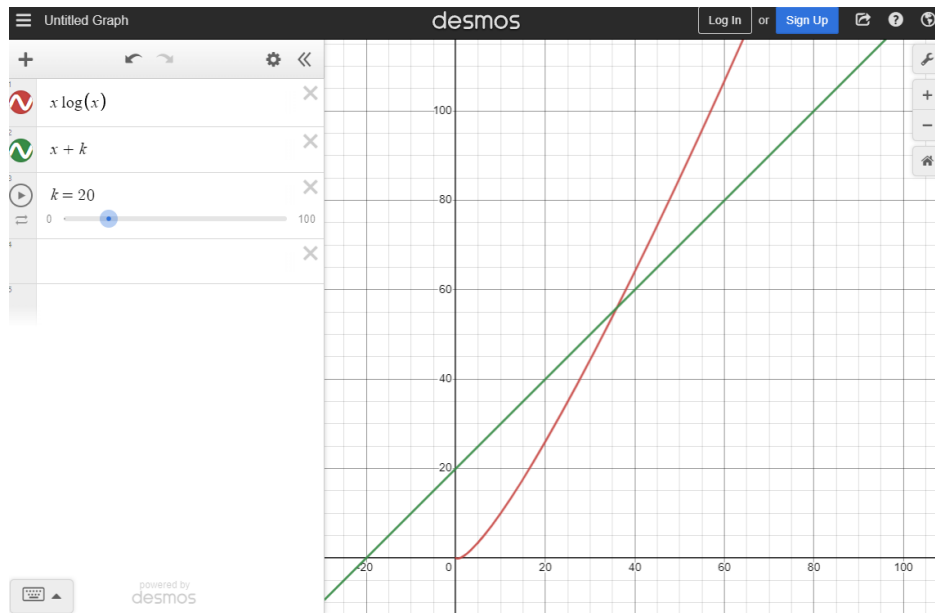 Untitled Graph
desmos
Log In or Sign Up
1
x log(x)
2
x + k
3
k = 20
0 100
4
5
powered by
desmos
100
80
60
40
20
-20 0 20 40 60 80 100